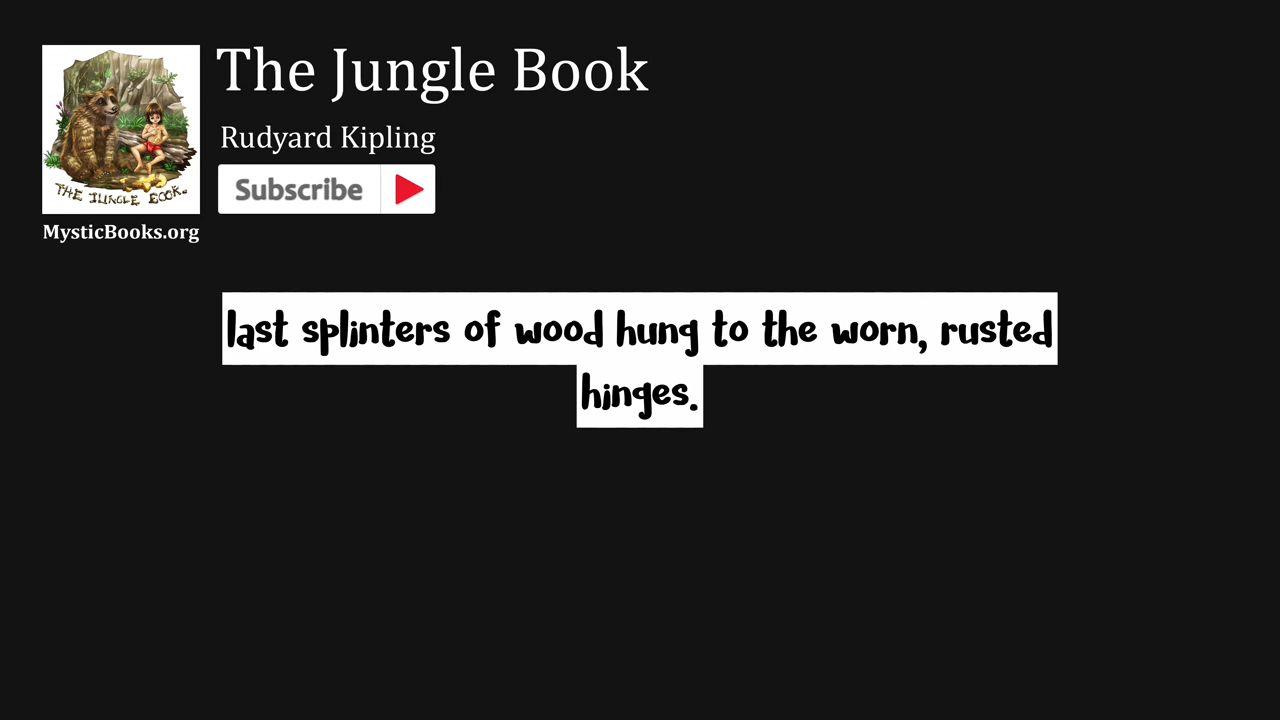 The Jungle Book
Rudyard Kipling
Subscribe
THE JUNGLE BOOK.
MysticBooks.org
last splinters of wood hung to the worn, rusted
hinges.